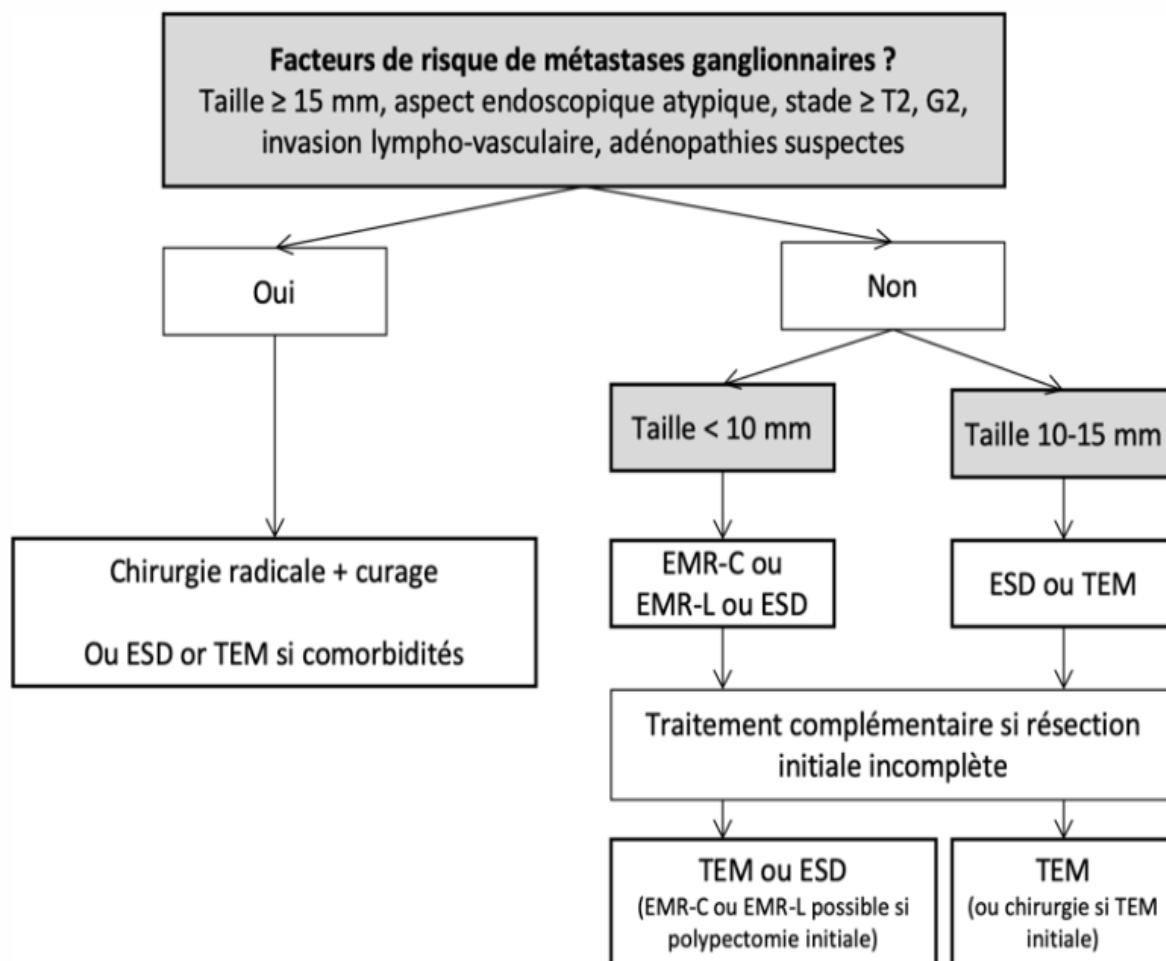 Facteurs de risque de métastases ganglionnaires ?
Taille ≥ 15 mm, aspect endoscopique atypique, stade ≥ T2, G2,
invasion lympho-vasculaire, adénopathies suspectes
Oui
Non
Taille < 10 mm
Taille 10-15 mm
Chirurgie radicale + curage
Ou ESD or TEM si comorbidités
EMR-C ou
EMR-L ou ESD
ESD ou TEM
Traitement complémentaire si résection
initiale incomplète
TEM ou ESD
(EMR-C ou EMR-L possible si
polypectomie initiale)
TEM
(ou chirurgie si TEM
initiale)